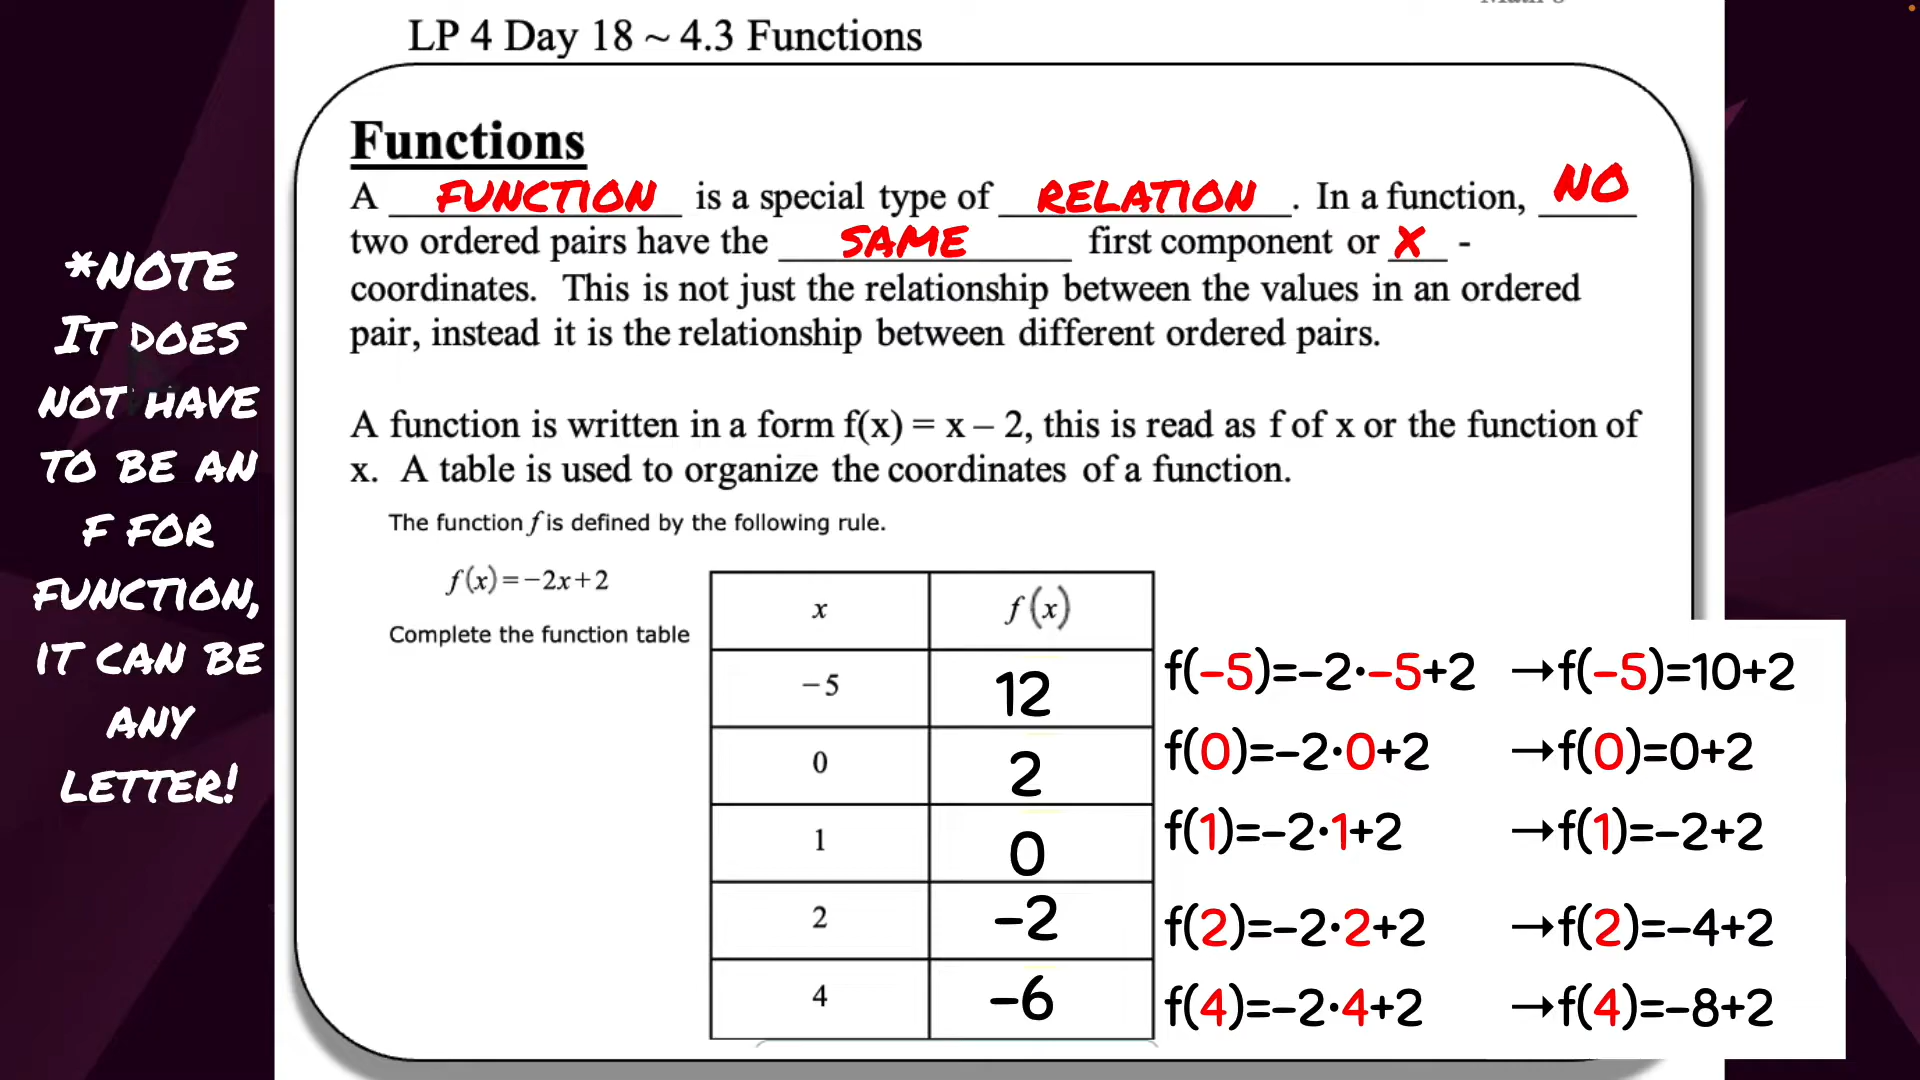 LP 4 Day 18 ~ 4.3 Functions
Functions
A FUNCTION is a special type of RELATION. In a function, NO
two ordered pairs have the SAME first component or X -
coordinates. This is not just the relationship between the values in an ordered
pair, instead it is the relationship between different ordered pairs.
A function is written in a form f(x) = x – 2, this is read as f of x or the function of
x. A table is used to organize the coordinates of a function.
The function f is defined by the following rule.
f(x)=−2x+2
Complete the function table
x f(x)
−5 12 f(−5)=−2·−5+2 →f(−5)=10+2
0 2 f(0)=−2·0+2 →f(0)=0+2
1 0 f(1)=−2·1+2 →f(1)=−2+2
2 −2 f(2)=−2·2+2 →f(2)=−4+2
4 −6 f(4)=−2·4+2 →f(4)=−8+2
*NOTE
IT DOES
NOT HAVE
TO BE AN
F FOR
FUNCTION,
IT CAN BE
ANY
LETTER!